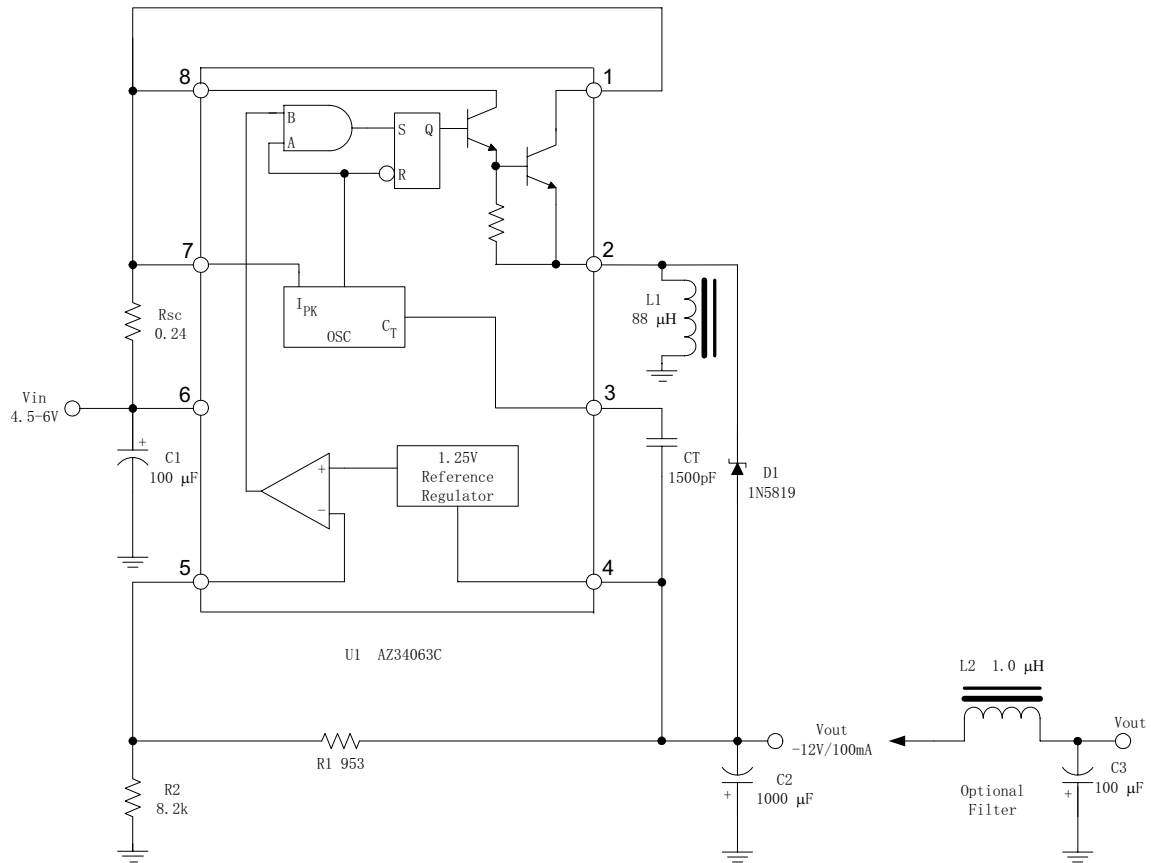 8
1
B
A
S
Q
R
7
2
I_PK
OSC
C_T
L1
88 μH
Rsc
0.24
6
3
Vin
4.5-6V
+
C1
100 μF
CT
1500pF
+
−
1.25V
Reference
Regulator
D1
1N5819
5
4
U1 AZ34063C
L2 1.0 μH
Vout
-12V/100mA
Vout
R1 953
R2
8.2k
C2
1000 μF
+
Optional
Filter
C3
100 μF
+